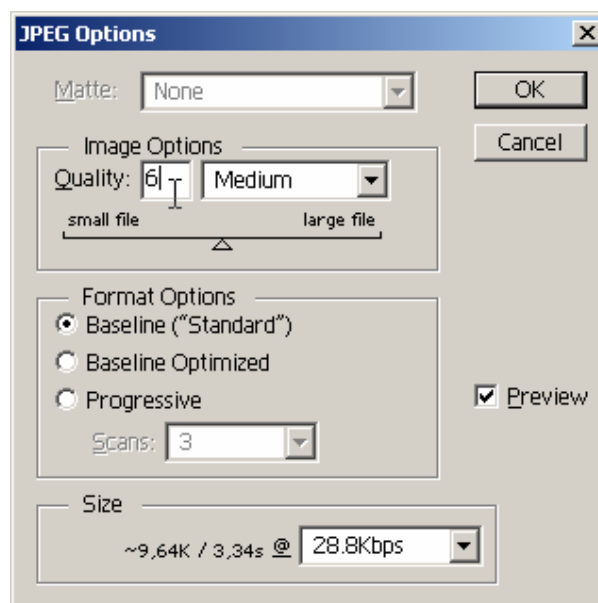 JPEG Options
Matte: None
OK
Image Options
Cancel
Quality: 6 Medium
small file large file
Format Options
Baseline (“Standard”)
Baseline Optimized
Progressive
Preview
Scans: 3
Size
~9,64K / 3,34s @ 28.8Kbps